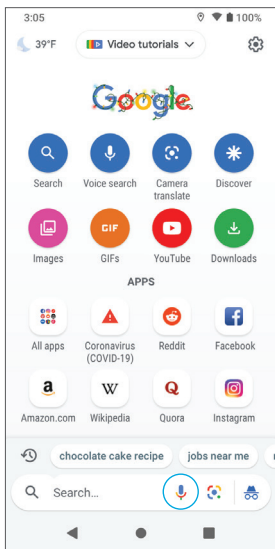 3:05 100%
39°F Video tutorials
Google
Search Voice search Camera translate Discover
GIF
Images GIFs YouTube Downloads
APPS
All apps Coronavirus (COVID-19) Reddit Facebook
a W Q
Amazon.com Wikipedia Quora Instagram
chocolate cake recipe jobs near me
Search...